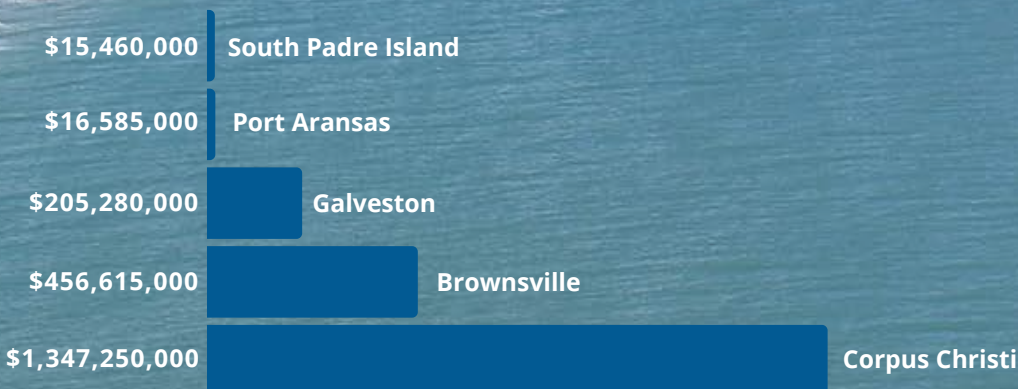 $15,460,000 South Padre Island
$16,585,000 Port Aransas
$205,280,000 Galveston
$456,615,000 Brownsville
$1,347,250,000 Corpus Christi